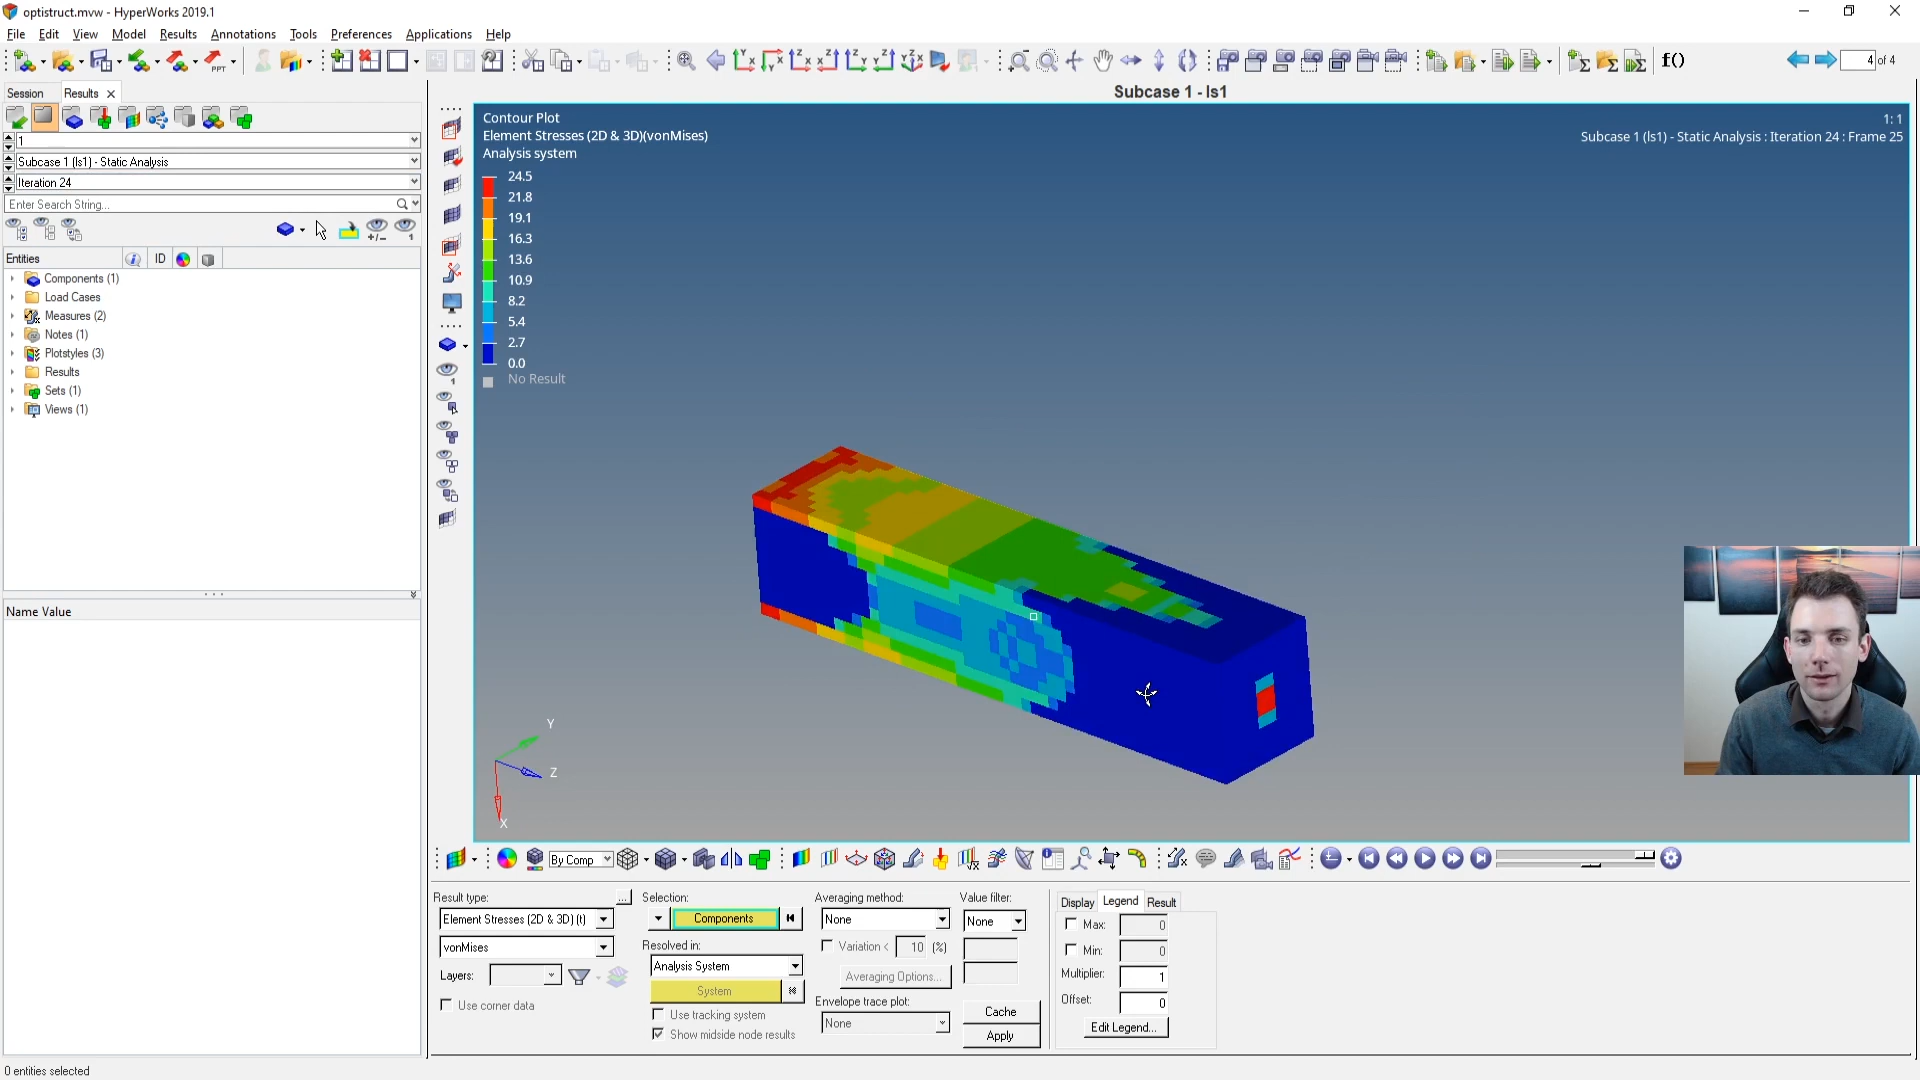 optistruct.mvw - HyperWorks 2019.1
File Edit View Model Results Annotations Tools Preferences Applications Help
PPT
f()
4 of 4
Session Results
Subcase 1 - ls1
1
Subcase 1 (ls1) - Static Analysis
Iteration 24
Enter Search String...
Entities ID
Components (1)
Load Cases
Measures (2)
Notes (1)
Plotstyles (3)
Results
Sets (1)
Views (1)
Name Value
Contour Plot
Element Stresses (2D & 3D)(vonMises)
Analysis system
24.5
21.8
19.1
16.3
13.6
10.9
8.2
5.4
2.7
0.0
No Result
1: 1
Subcase 1 (ls1) - Static Analysis : Iteration 24 : Frame 25
Y
Z
X
By Comp
Result type:
...
Element Stresses (2D & 3D) (t)
vonMises
Layers:
Use corner data
Selection:
Components
Resolved in:
Analysis System
System
Use tracking system
Show midside node results
Averaging method:
None
Variation < 10 (%)
Averaging Options...
Envelope trace plot:
None
Value filter:
None
Cache
Apply
Display Legend Result
Max: 0
Min: 0
Multiplier: 1
Offset: 0
Edit Legend...
0 entities selected